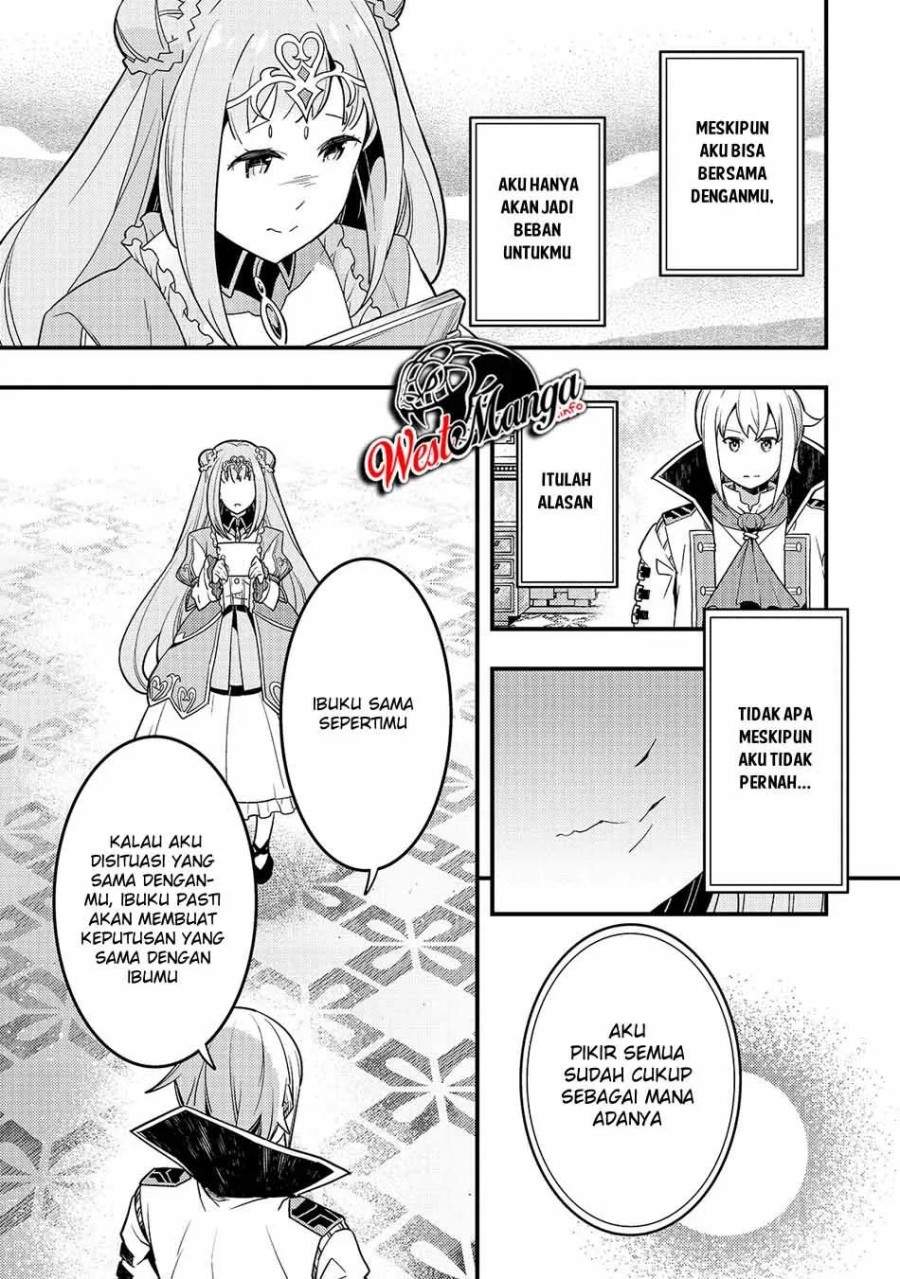 MESKIPUN
AKU BISA
BERSAMA
DENGANMU,
AKU HANYA
AKAN JADI
BEBAN
UNTUKMU
WestManga
.info
ITULAH
ALASAN
TIDAK APA
MESKIPUN
AKU TIDAK
PERNAH...
AKU
PIKIR SEMUA
SUDAH CUKUP
SEBAGAI MANA
ADANYA
IBUKU SAMA
SEPERTIMU
KALAU AKU
DISITUASI YANG
SAMA DENGAN-
MU, IBUKU PASTI
AKAN MEMBUAT
KEPUTUSAN YANG
SAMA DENGAN
IBUMU